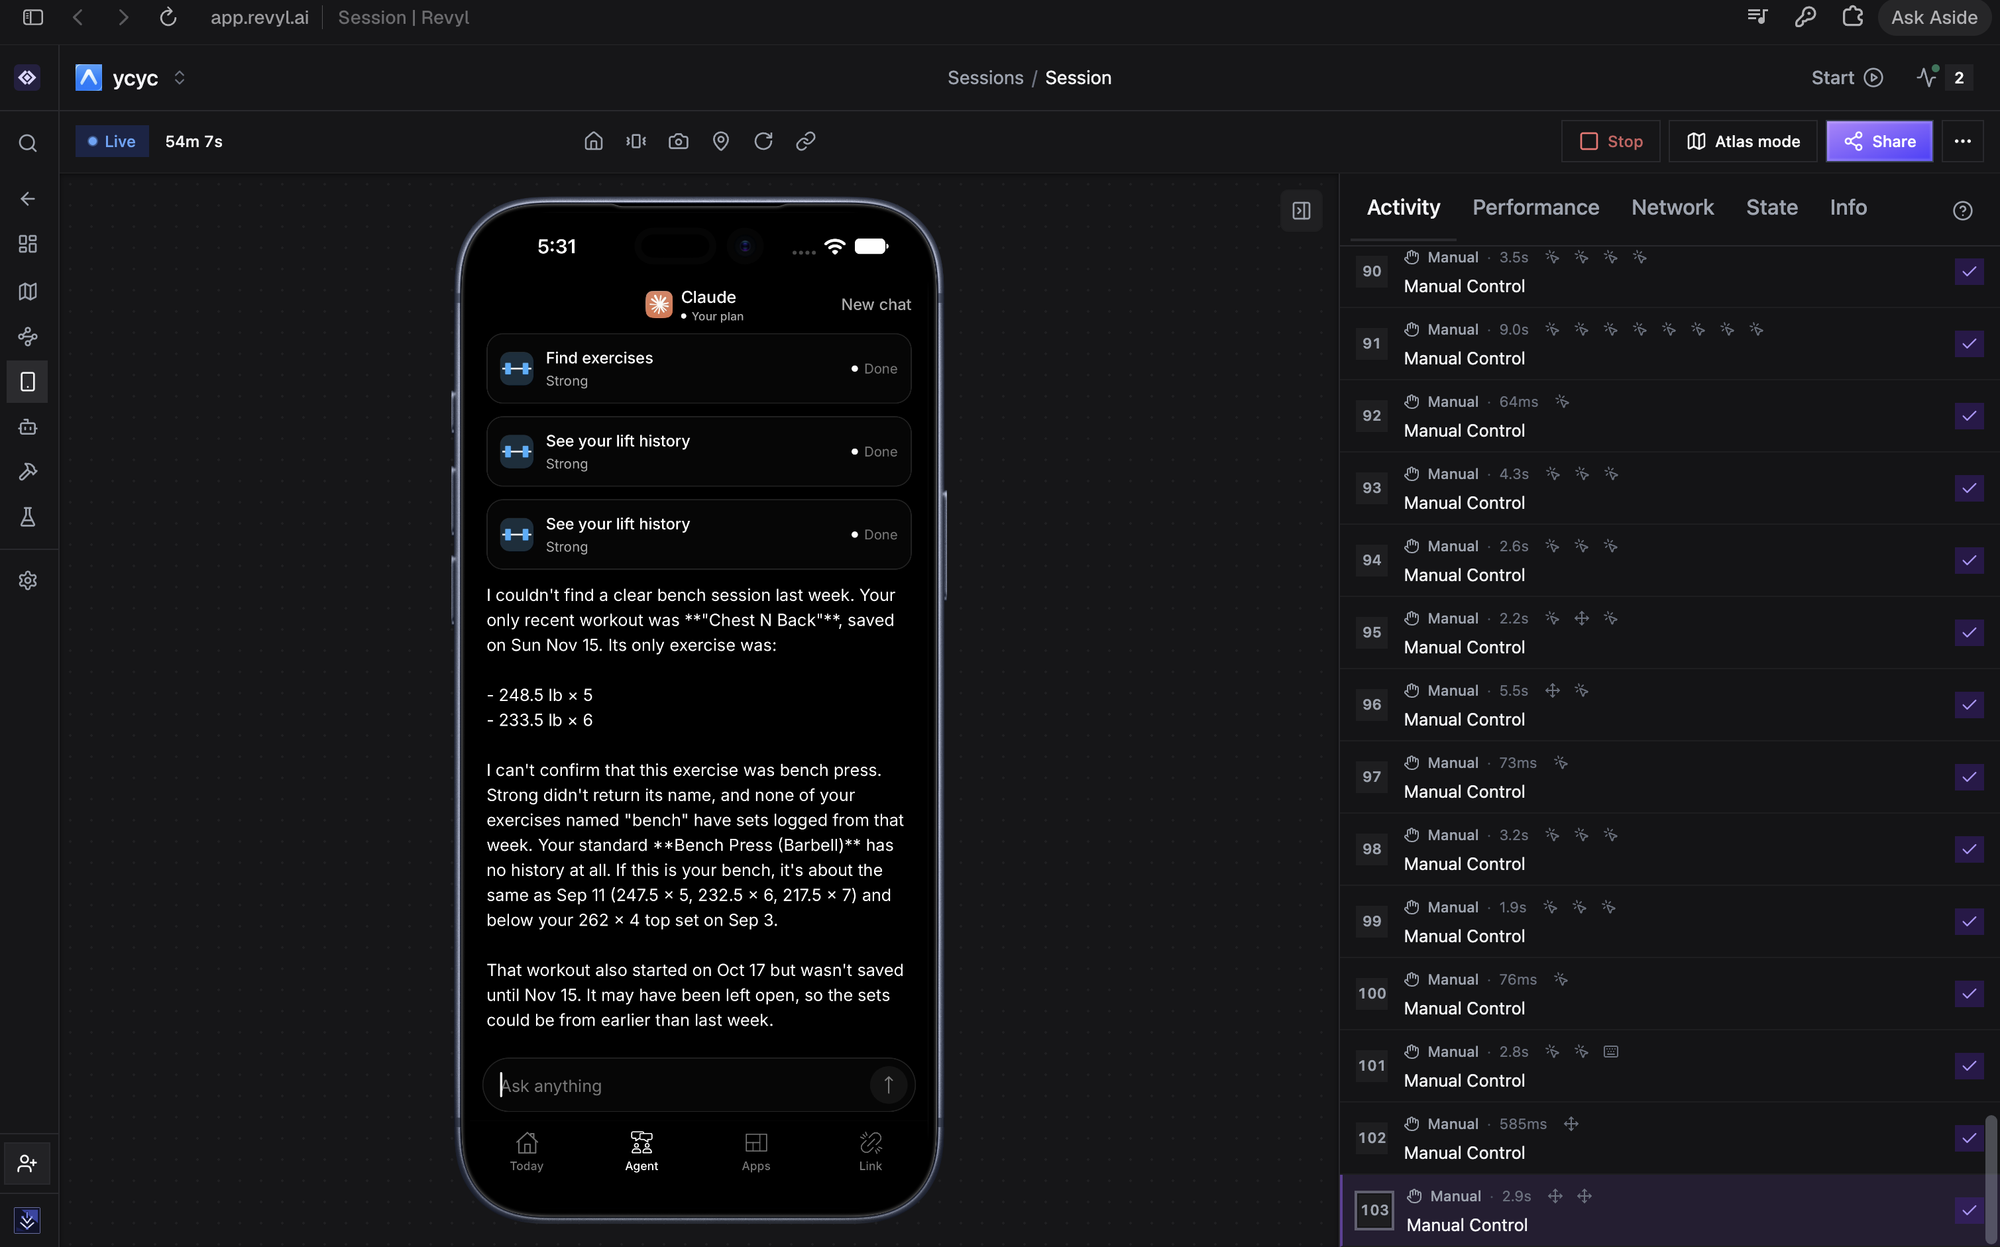 app.revyl.ai
Session | Revyl
Ask Aside
ycyc
Sessions / Session
Start
2
Live
54m 7s
Stop
Atlas mode
Share
5:31
Claude
Your plan
New chat
Find exercises
Strong
Done
See your lift history
Strong
Done
See your lift history
Strong
Done
I couldn't find a clear bench session last week. Your
only recent workout was **"Chest N Back"**, saved
on Sun Nov 15. Its only exercise was:
- 248.5 lb × 5
- 233.5 lb × 6
I can't confirm that this exercise was bench press.
Strong didn't return its name, and none of your
exercises named "bench" have sets logged from that
week. Your standard **Bench Press (Barbell)** has
no history at all. If this is your bench, it's about the
same as Sep 11 (247.5 × 5, 232.5 × 6, 217.5 × 7) and
below your 262 × 4 top set on Sep 3.
That workout also started on Oct 17 but wasn't saved
until Nov 15. It may have been left open, so the sets
could be from earlier than last week.
Ask anything
Today
Agent
Apps
Link
Activity
Performance
Network
State
Info
90
Manual · 3.5s
Manual Control
91
Manual · 9.0s
Manual Control
92
Manual · 64ms
Manual Control
93
Manual · 4.3s
Manual Control
94
Manual · 2.6s
Manual Control
95
Manual · 2.2s
Manual Control
96
Manual · 5.5s
Manual Control
97
Manual · 73ms
Manual Control
98
Manual · 3.2s
Manual Control
99
Manual · 1.9s
Manual Control
100
Manual · 76ms
Manual Control
101
Manual · 2.8s
Manual Control
102
Manual · 585ms
Manual Control
103
Manual · 2.9s
Manual Control